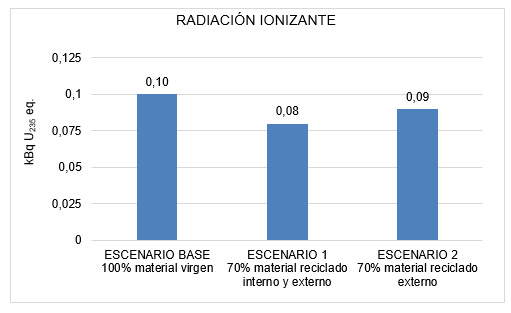 RADIACIÓN IONIZANTE
kBq U235 eq.
0,125
0,1
0,075
0,05
0,025
0
0,10
0,08
0,09
ESCENARIO BASE
100% material virgen
ESCENARIO 1
70% material reciclado
interno y externo
ESCENARIO 2
70% material reciclado
externo